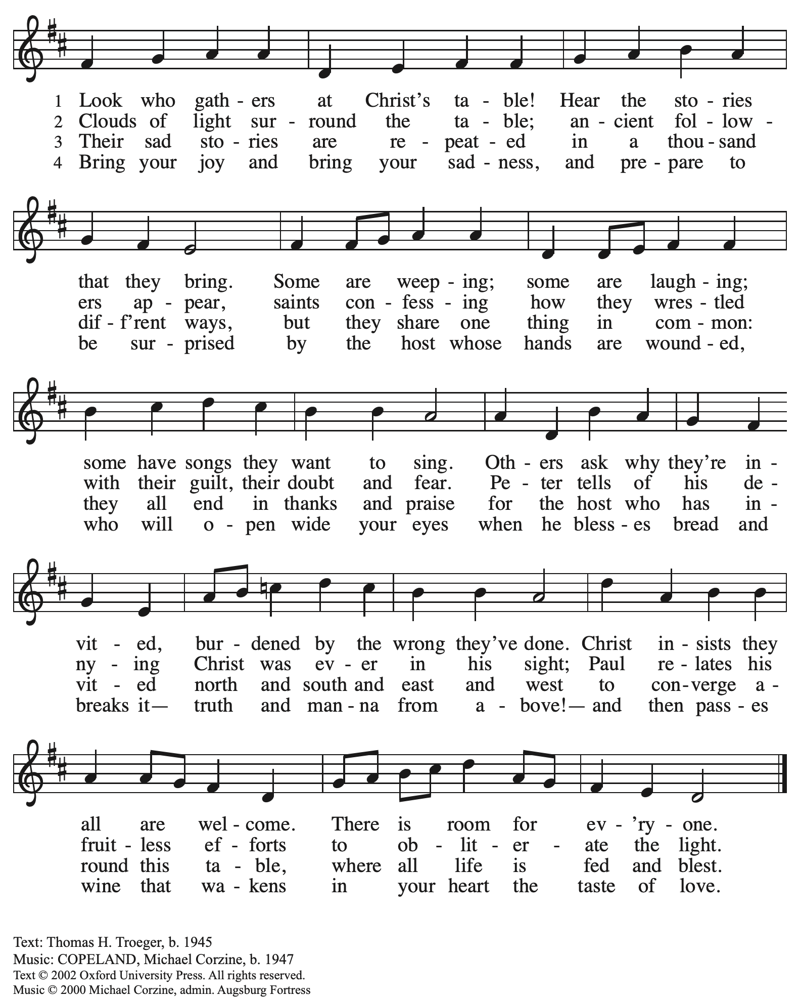 1 Look who gath - ers at Christ's ta - ble! Hear the sto - ries
2 Clouds of light sur - round the ta - ble; an - cient fol - low -
3 Their sad sto - ries are re - peat - ed in a thou - sand
4 Bring your joy and bring your sad - ness, and pre - pare to
that they bring. Some are weep - ing; some are laugh - ing;
ers ap - pear, saints con - fess - ing how they wres - tled
dif - f'rent ways, but they share one thing in com - mon:
be sur - prised by the host whose hands are wound - ed,
some have songs they want to sing. Oth - ers ask why they're in -
with their guilt, their doubt and fear. Pe - ter tells of his de -
they all end in thanks and praise for the host who has in -
who will o - pen wide your eyes when he bless - es bread and
vit - ed, bur - dened by the wrong they've done. Christ in - sists they
ny - ing Christ was ev - er in his sight; Paul re - lates his
vit - ed north and south and east and west to con - verge a -
breaks it— truth and man - na from a - bove!— and then pass - es
all are wel - come. There is room for ev - 'ry - one.
fruit - less ef - forts to ob - lit - er - ate the light.
round this ta - ble, where all life is fed and blest.
wine that wa - kens in your heart the taste of love.
Text: Thomas H. Troeger, b. 1945
Music: COPELAND, Michael Corzine, b. 1947
Text © 2002 Oxford University Press. All rights reserved.
Music © 2000 Michael Corzine, admin. Augsburg Fortress